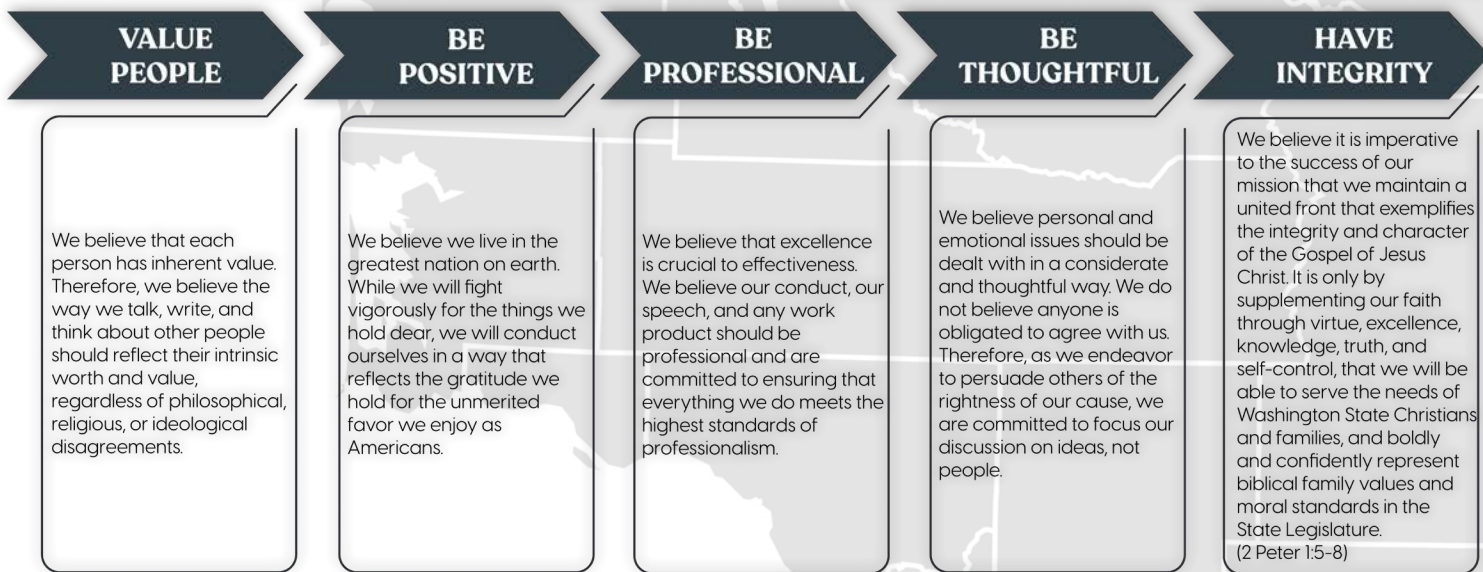 VALUE
PEOPLE
We believe that each
person has inherent value.
Therefore, we believe the
way we talk, write, and
think about other people
should reflect their intrinsic
worth and value,
regardless of philosophical,
religious, or ideological
disagreements.
BE
POSITIVE
We believe we live in the
greatest nation on earth.
While we will fight
vigorously for the things we
hold dear, we will conduct
ourselves in a way that
reflects the gratitude we
hold for the unmerited
favor we enjoy as
Americans.
BE
PROFESSIONAL
We believe that excellence
is crucial to effectiveness.
We believe our conduct, our
speech, and any work
product should be
professional and are
committed to ensuring that
everything we do meets the
highest standards of
professionalism.
BE
THOUGHTFUL
We believe personal and
emotional issues should be
dealt with in a considerate
and thoughtful way. We do
not believe anyone is
obligated to agree with us.
Therefore, as we endeavor
to persuade others of the
rightness of our cause, we
are committed to focus our
discussion on ideas, not
people.
HAVE
INTEGRITY
We believe it is imperative
to the success of our
mission that we maintain a
united front that exemplifies
the integrity and character
of the Gospel of Jesus
Christ. It is only by
supplementing our faith
through virtue, excellence,
knowledge, truth, and
self-control, that we will be
able to serve the needs of
Washington State Christians
and families, and boldly
and confidently represent
biblical family values and
moral standards in the
State Legislature.
(2 Peter 1:5-8)